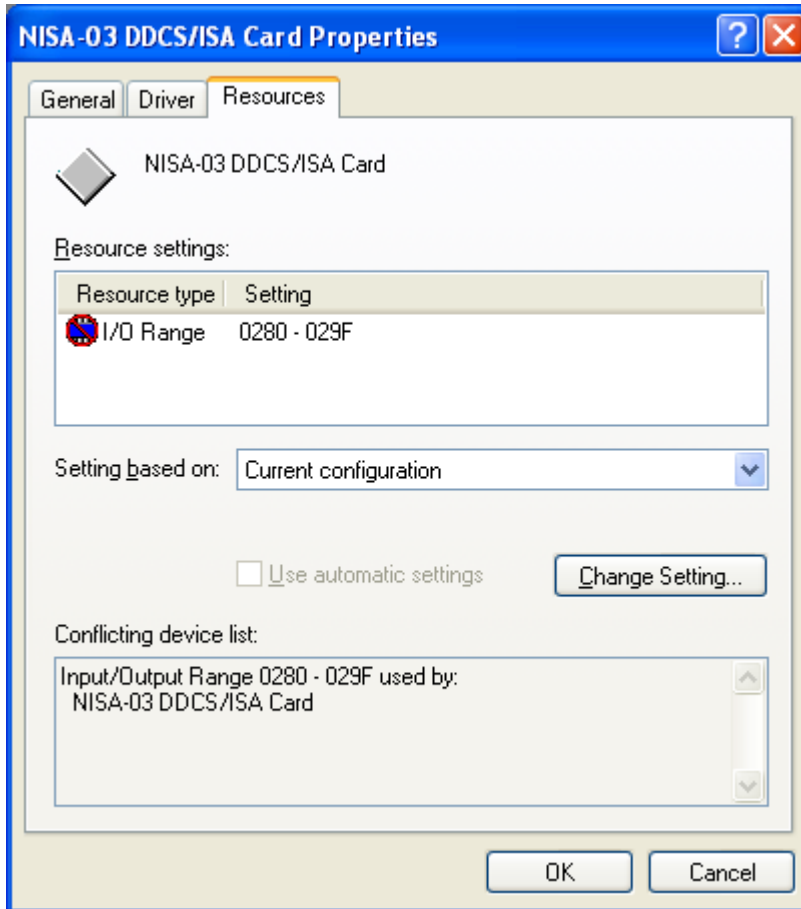 NISA-03 DDCS/ISA Card Properties
General Driver Resources
NISA-03 DDCS/ISA Card
Resource settings:
Resource type Setting
I/O Range 0280 - 029F
Setting based on: Current configuration
Use automatic settings Change Setting...
Conflicting device list:
Input/Output Range 0280 - 029F used by:
NISA-03 DDCS/ISA Card
OK Cancel